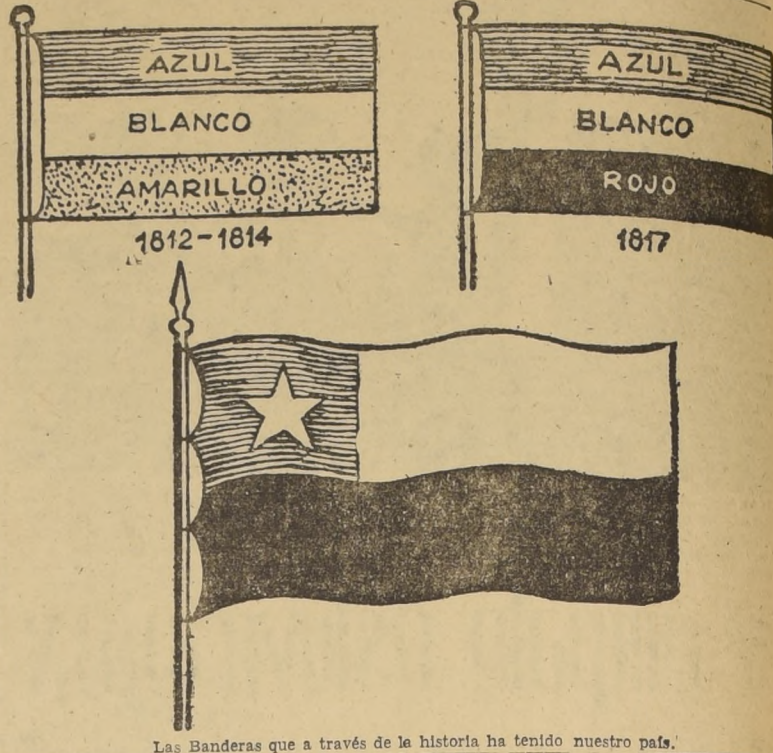 AZUL
BLANCO
AMARILLO
1812-1814
AZUL
BLANCO
ROJO
1817
Las Banderas que a través de la historia ha tenido nuestro país.